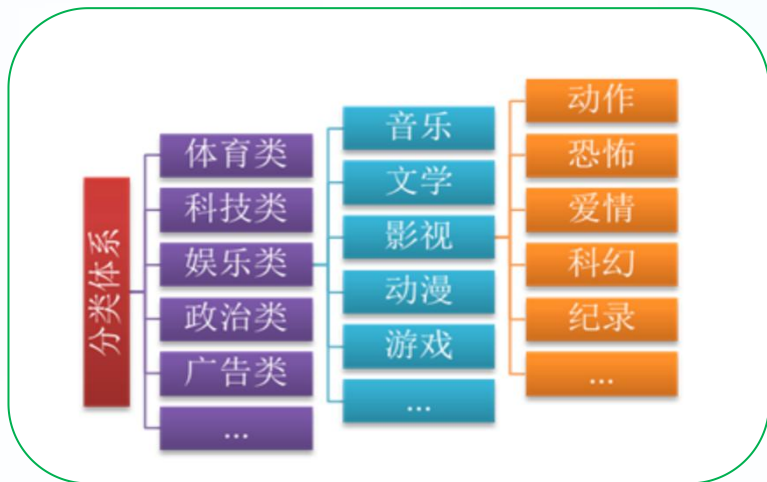 分类体系
体育类
科技类
娱乐类
政治类
广告类
...
音乐
文学
影视
动漫
游戏
...
动作
恐怖
爱情
科幻
纪录
...